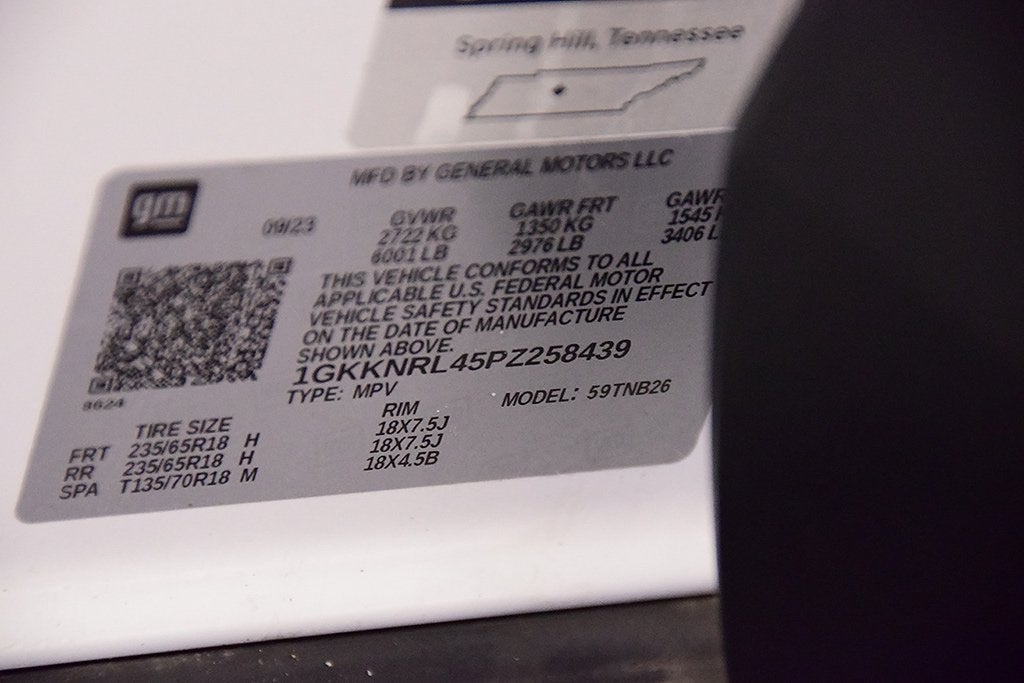 Spring Hill, Tennessee
MFD BY GENERAL MOTORS LLC
gm
09/23
GVWR
2722 KG
6001 LB
GAWR FRT
1350 KG
2976 LB
GAWR
1545
3406 L
THIS VEHICLE CONFORMS TO ALL
APPLICABLE U.S. FEDERAL MOTOR
VEHICLE SAFETY STANDARDS IN EFFECT
ON THE DATE OF MANUFACTURE
SHOWN ABOVE.
1GKKNRL45PZ258439
TYPE: MPV
MODEL: 59TNB26
8624
TIRE SIZE RIM
FRT 235/65R18 H 18X7.5J
RR 235/65R18 H 18X7.5J
SPA T135/70R18 M 18X4.5B